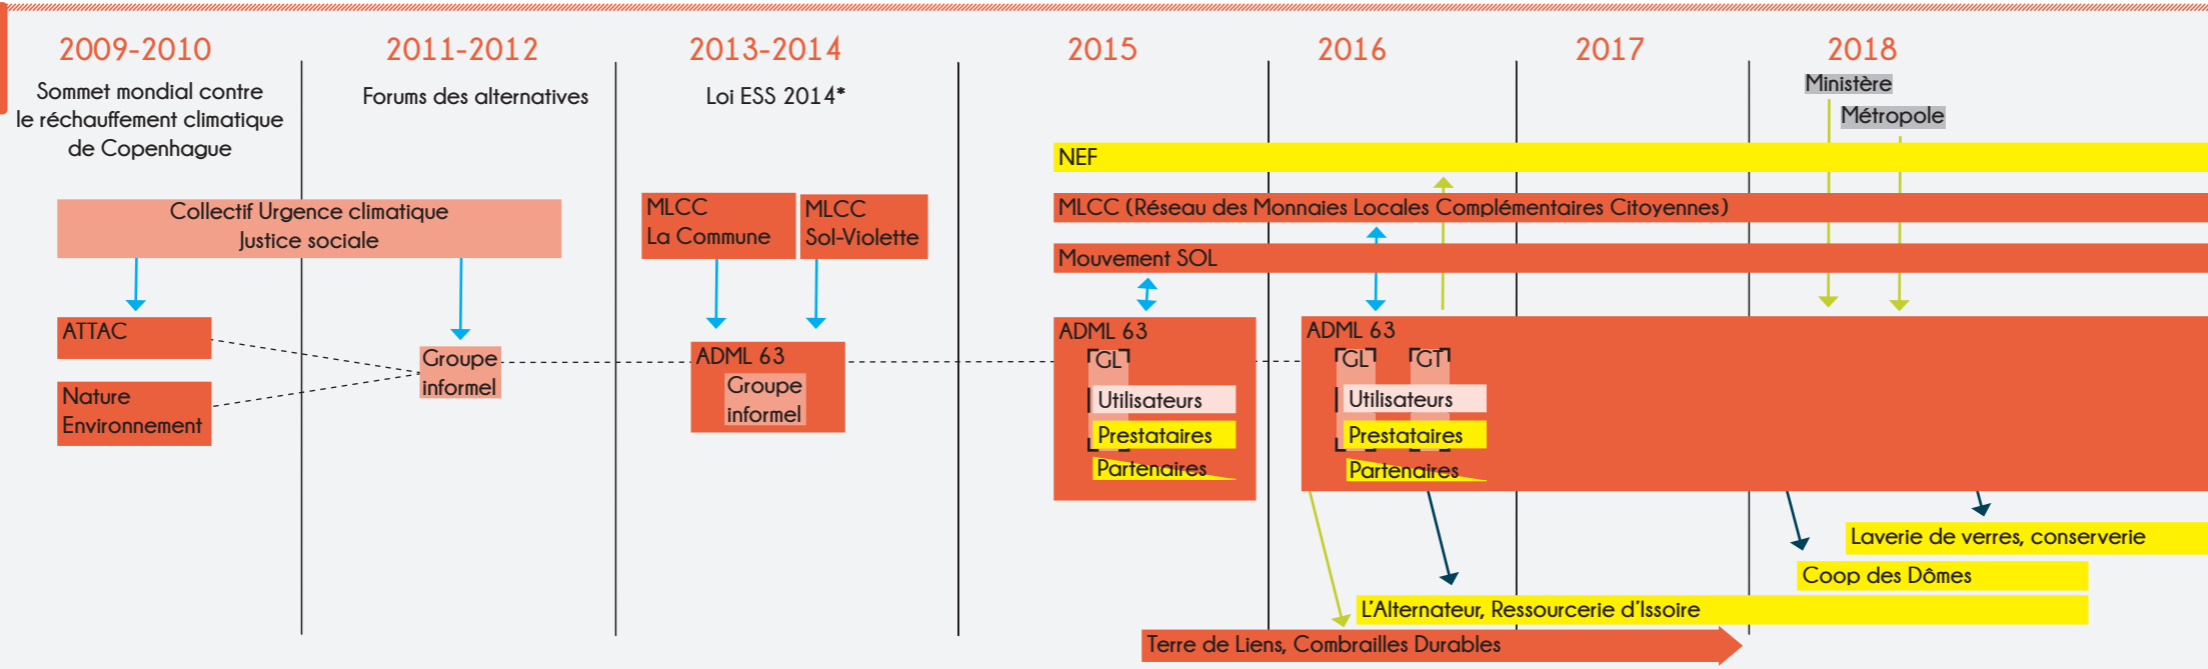 2009-2010
Sommet mondial contre
le réchauffement climatique
de Copenhague
2011-2012
Forums des alternatives
2013-2014
Loi ESS 2014*
2015
2016
2017
2018
Ministère
Métropole
NEF
MLCC (Réseau des Monnaies Locales Complémentaires Citoyennes)
Mouvement SOL
Collectif Urgence climatique
Justice sociale
MLCC
La Commune
MLCC
Sol-Violette
ATTAC
Nature
Environnement
Groupe
informel
ADML 63
Groupe
informel
ADML 63
GL
Utilisateurs
Prestataires
Partenaires
ADML 63
GL
GT
Utilisateurs
Prestataires
Partenaires
Laverie de verres, conserverie
Coop des Dômes
L'Alternateur, Ressourcerie d'Issoire
Terre de Liens, Combrailles Durables